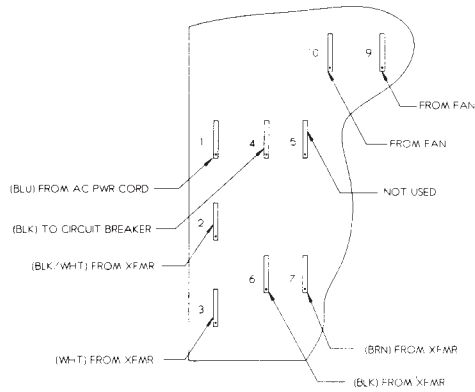 10
9
FROM FAN
FROM FAN
1
4
5
(BLU) FROM AC PWR CORD
NOT USED
(BLK) TO CIRCUIT BREAKER
2
(BLK/WHT) FROM XFMR
6
7
3
(BRN) FROM XFMR
(WHT) FROM XFMR
(BLK) FROM XFMR